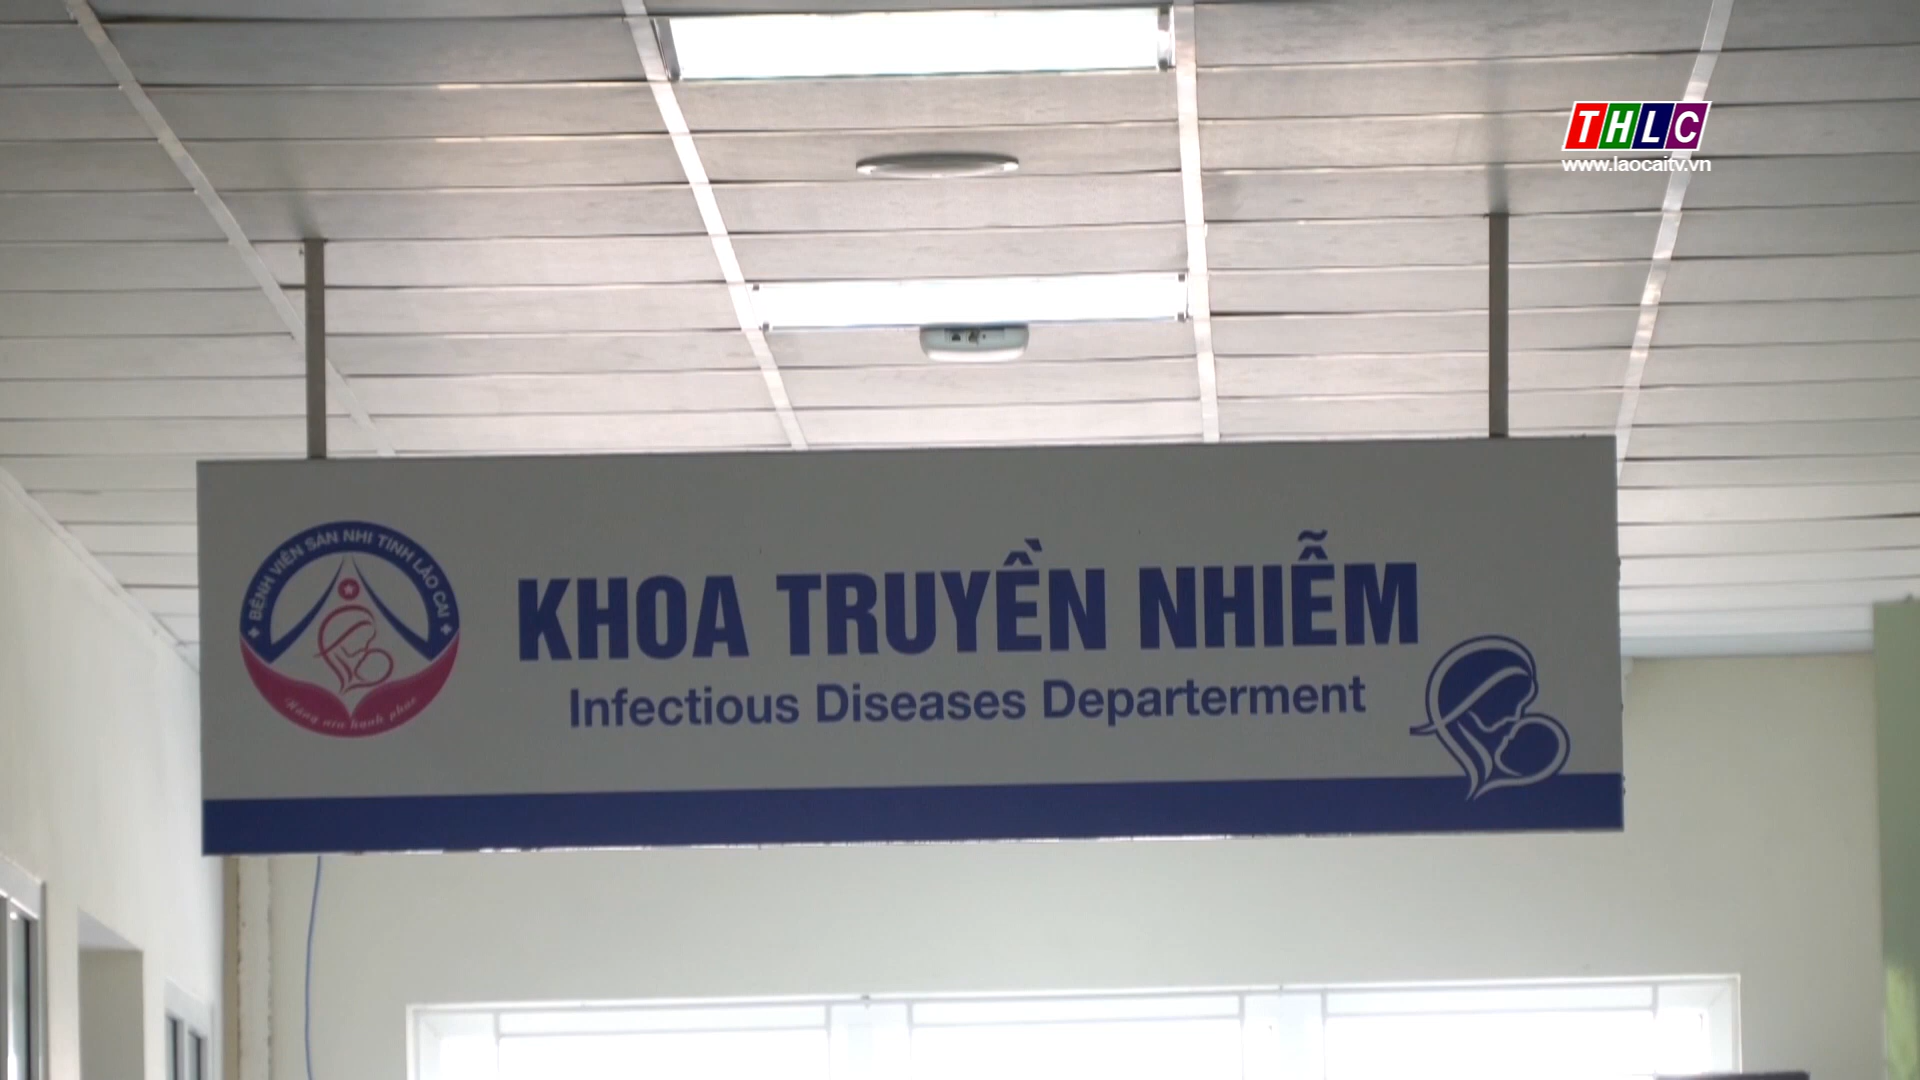 THLC
www.laocaitv.vn
BỆNH VIỆN SẢN NHI TỈNH LÀO CAI
KHOA TRUYỀN NHIỄM
Infectious Diseases Departerment